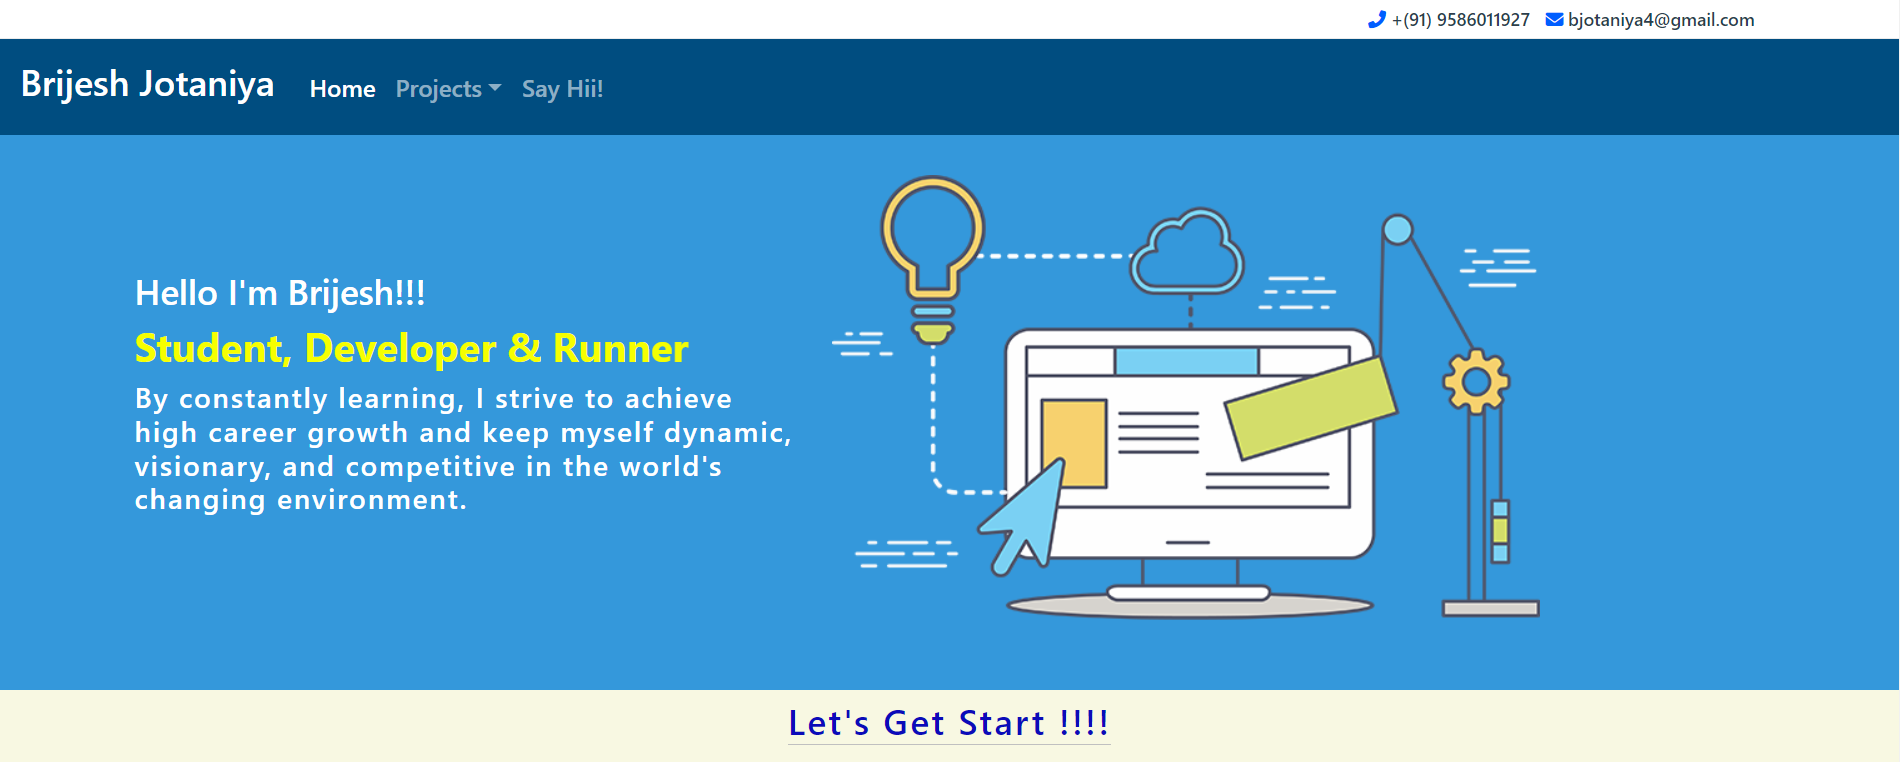 +(91) 9586011927 bjotaniya4@gmail.com
Brijesh Jotaniya Home Projects Say Hii!
Hello I'm Brijesh!!!
Student, Developer & Runner
By constantly learning, I strive to achieve
high career growth and keep myself dynamic,
visionary, and competitive in the world's
changing environment.
Let's Get Start !!!!